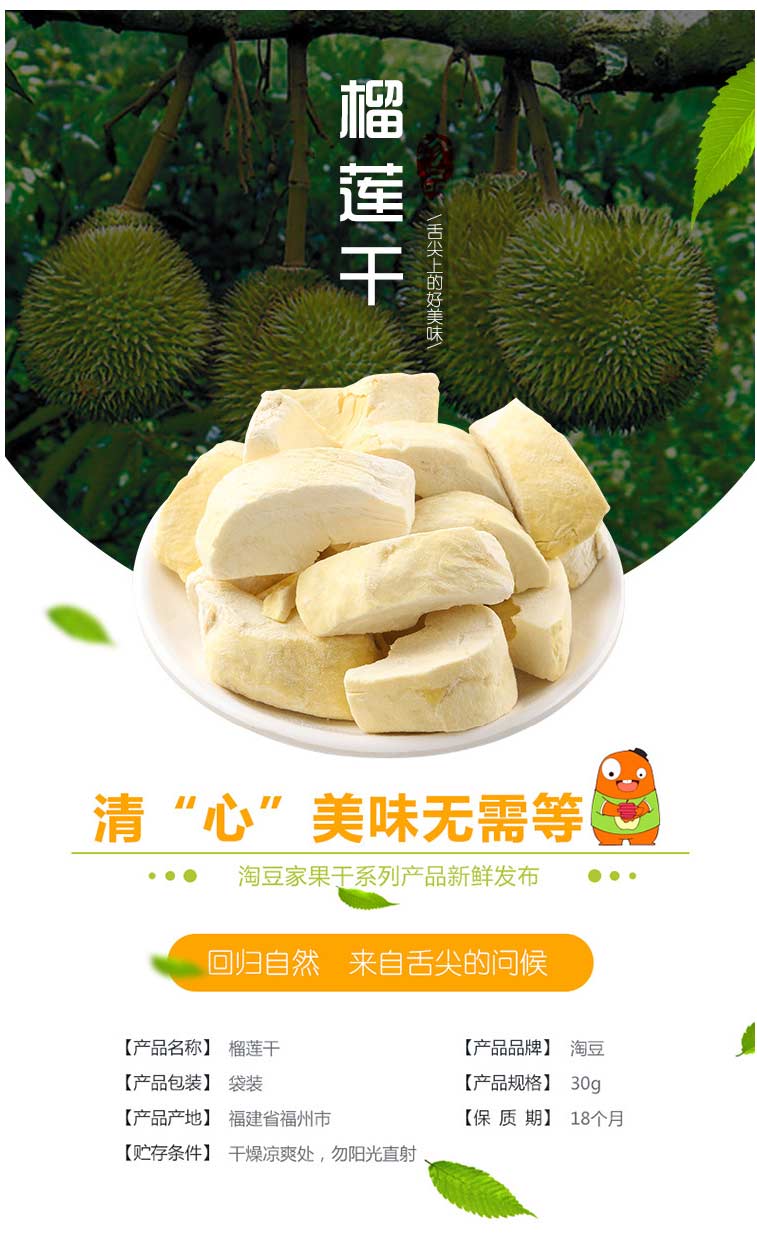 榴莲干
\舌尖上的好美味\
清“心”美味无需等
淘豆家果干系列产品新鲜发布
回归自然 来自舌尖的问候
【产品名称】 榴莲干 【产品品牌】 淘豆
【产品包装】 袋装 【产品规格】 30g
【产品产地】 福建省福州市 【保 质 期】 18个月
【贮存条件】 干燥凉爽处，勿阳光直射